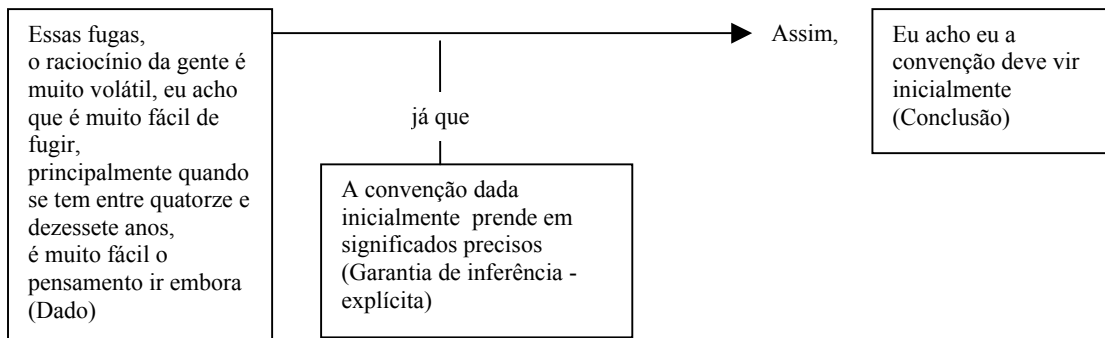 Essas fugas,
o raciocínio da gente é
muito volátil, eu acho
que é muito fácil de
fugir,
principalmente quando
se tem entre quatorze e
dezessete anos,
é muito fácil o
pensamento ir embora
(Dado)
já que
A convenção dada
inicialmente prende em
significados precisos
(Garantia de inferência -
explícita)
Assim,
Eu acho eu a
convenção deve vir
inicialmente
(Conclusão)